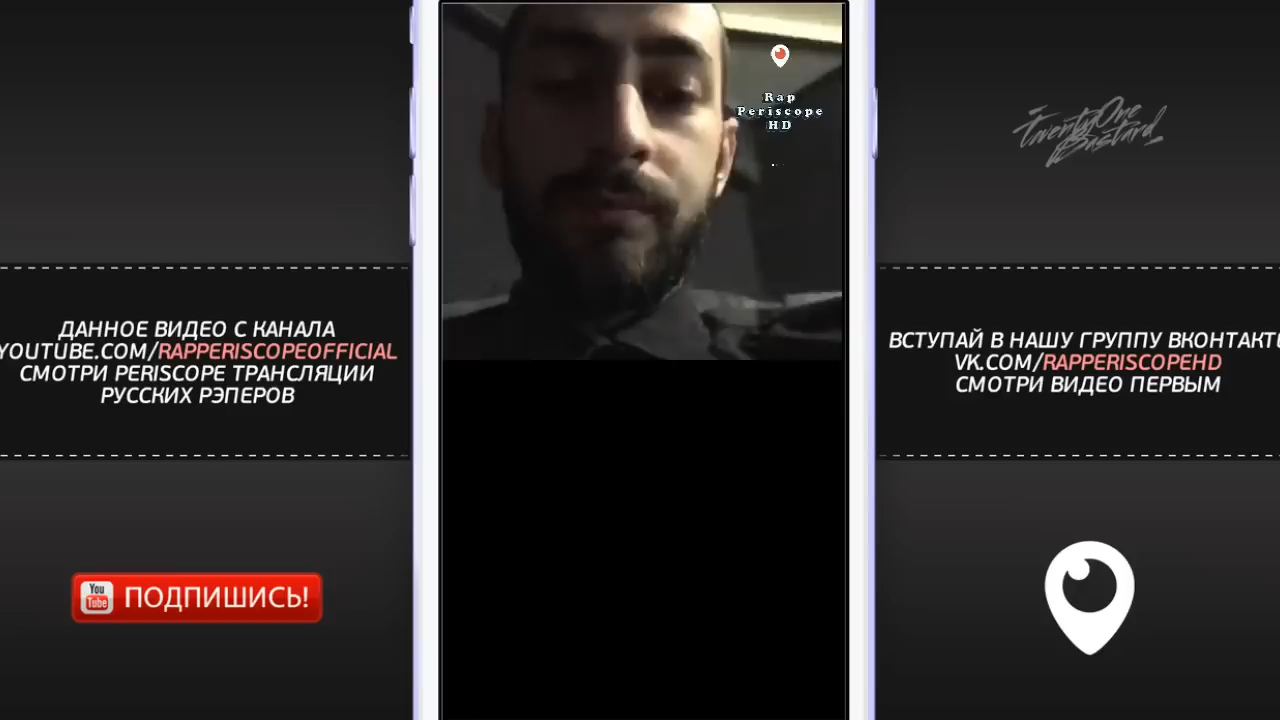 ДАННОЕ ВИДЕО С КАНАЛА
YOUTUBE.COM/RAPPERISCOPEOFFICIAL
СМОТРИ PERISCOPE ТРАНСЛЯЦИИ
РУССКИХ РЭПЕРОВ
You
Tube
ПОДПИШИСЬ!
Rap
Periscope
HD
TwentyOne
Bastard
ВСТУПАЙ В НАШУ ГРУППУ ВКОНТАКТЕ
VK.COM/RAPPERISCOPEHD
СМОТРИ ВИДЕО ПЕРВЫМ